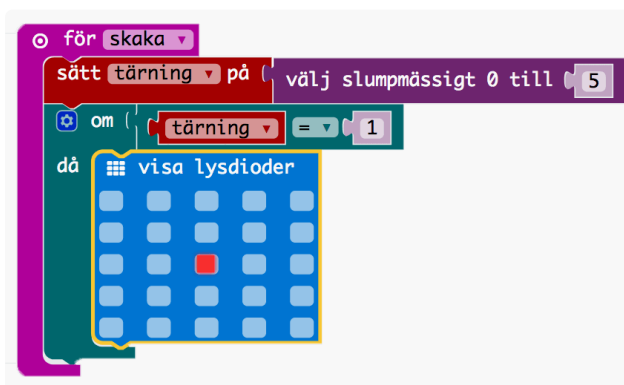 för skaka
sätt tärning på välj slumpmässigt 0 till 5
om tärning = 1
då visa lysdioder